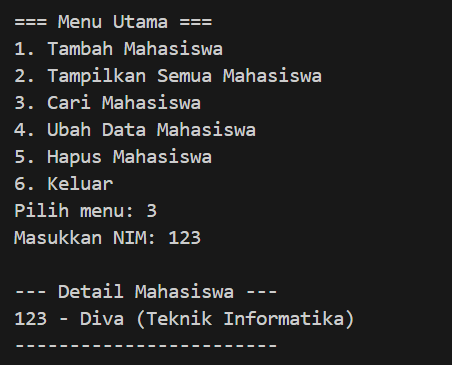 === Menu Utama ===
1. Tambah Mahasiswa
2. Tampilkan Semua Mahasiswa
3. Cari Mahasiswa
4. Ubah Data Mahasiswa
5. Hapus Mahasiswa
6. Keluar
Pilih menu: 3
Masukkan NIM: 123

--- Detail Mahasiswa ---
123 - Diva (Teknik Informatika)
------------------------